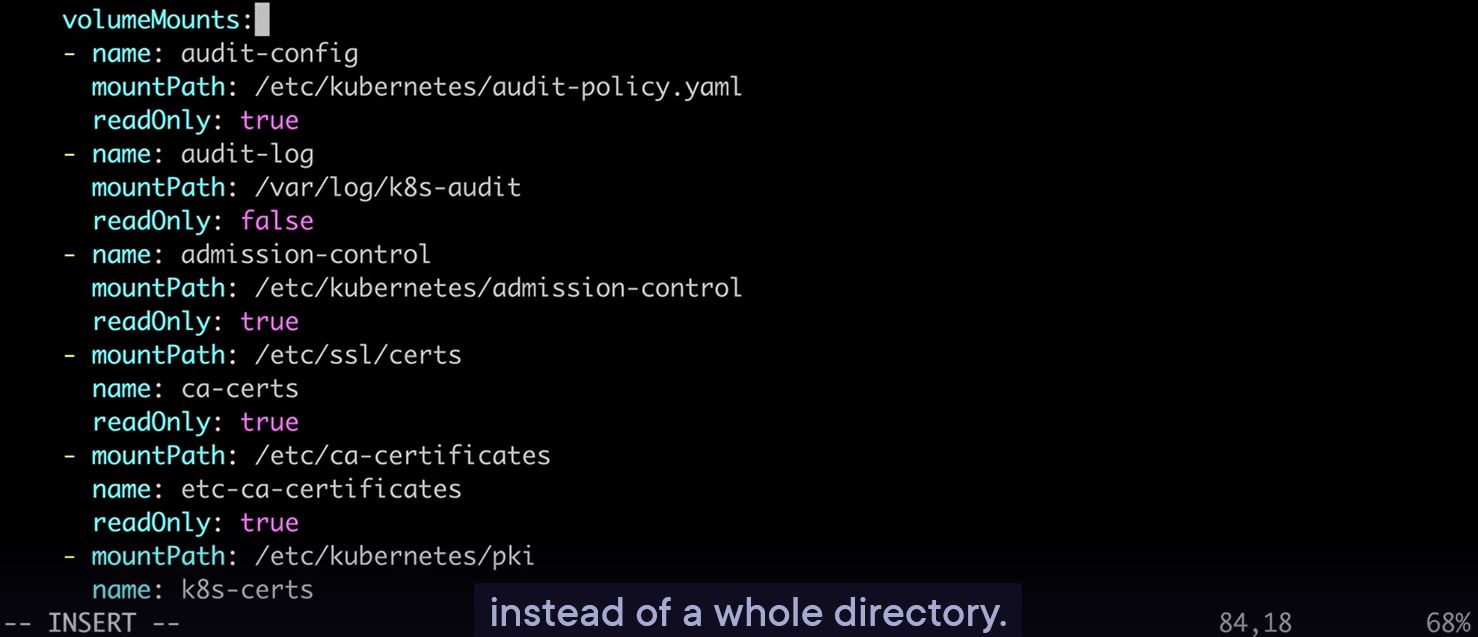 volumeMounts:
- name: audit-config
  mountPath: /etc/kubernetes/audit-policy.yaml
  readOnly: true
- name: audit-log
  mountPath: /var/log/k8s-audit
  readOnly: false
- name: admission-control
  mountPath: /etc/kubernetes/admission-control
  readOnly: true
- mountPath: /etc/ssl/certs
  name: ca-certs
  readOnly: true
- mountPath: /etc/ca-certificates
  name: etc-ca-certificates
  readOnly: true
- mountPath: /etc/kubernetes/pki
  name: k8s-certs
instead of a whole directory.
-- INSERT -- 84,18 68%